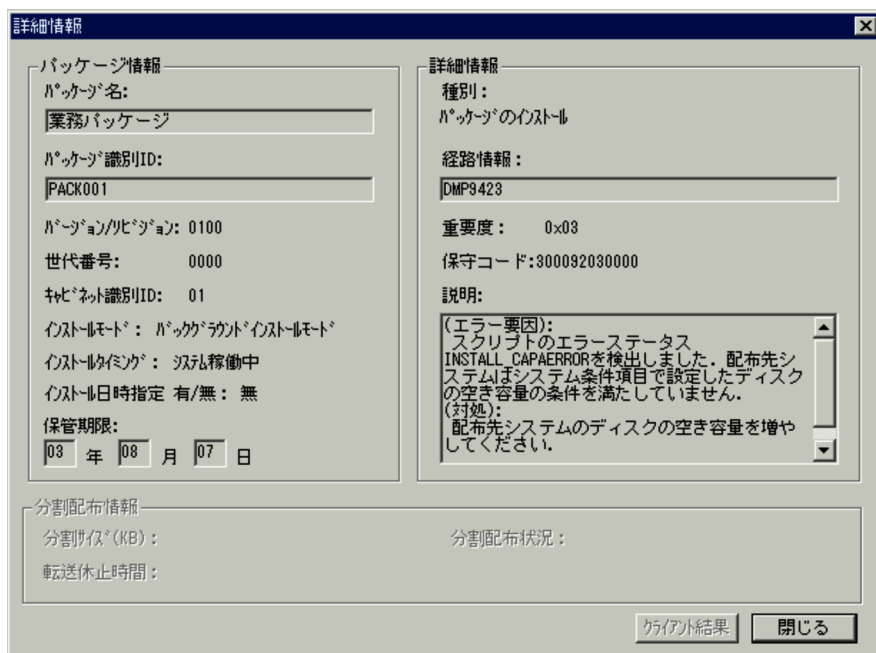 詳細情報
パッケージ情報
ﾊﾟｯｹｰｼﾞ名:
業務パッケージ
ﾊﾟｯｹｰｼﾞ識別ID:
PACK001
ﾊﾞｰｼﾞｮﾝ/ﾘﾋﾞｼﾞｮﾝ: 0100
世代番号: 0000
ｷｬﾋﾞﾈｯﾄ識別ID: 01
ｲﾝｽﾄｰﾙﾓｰﾄﾞ: ﾊﾞｯｸｸﾞﾗｳﾝﾄﾞｲﾝｽﾄｰﾙﾓｰﾄﾞ
ｲﾝｽﾄｰﾙﾀｲﾐﾝｸﾞ: ｼｽﾃﾑ稼働中
ｲﾝｽﾄｰﾙ日時指定 有/無: 無
保管期限:
03 年 08 月 07 日
詳細情報
種別:
ﾊﾟｯｹｰｼﾞのｲﾝｽﾄｰﾙ
経路情報:
DMP9423
重要度: 0x03
保守コード:300092030000
説明:
(エラー要因):
スクリプトのエラーステータス
INSTALL_CAPAERRORを検出しました．配布先シ
ステムはシステム条件項目で設定したディスク
の空き容量の条件を満たしていません．
(対処):
配布先システムのディスクの空き容量を増や
してください．
分割配布情報
分割ｻｲｽﾞ(KB): 分割配布状況:
転送休止時間:
ｸﾗｲｱﾝﾄ結果 閉じる